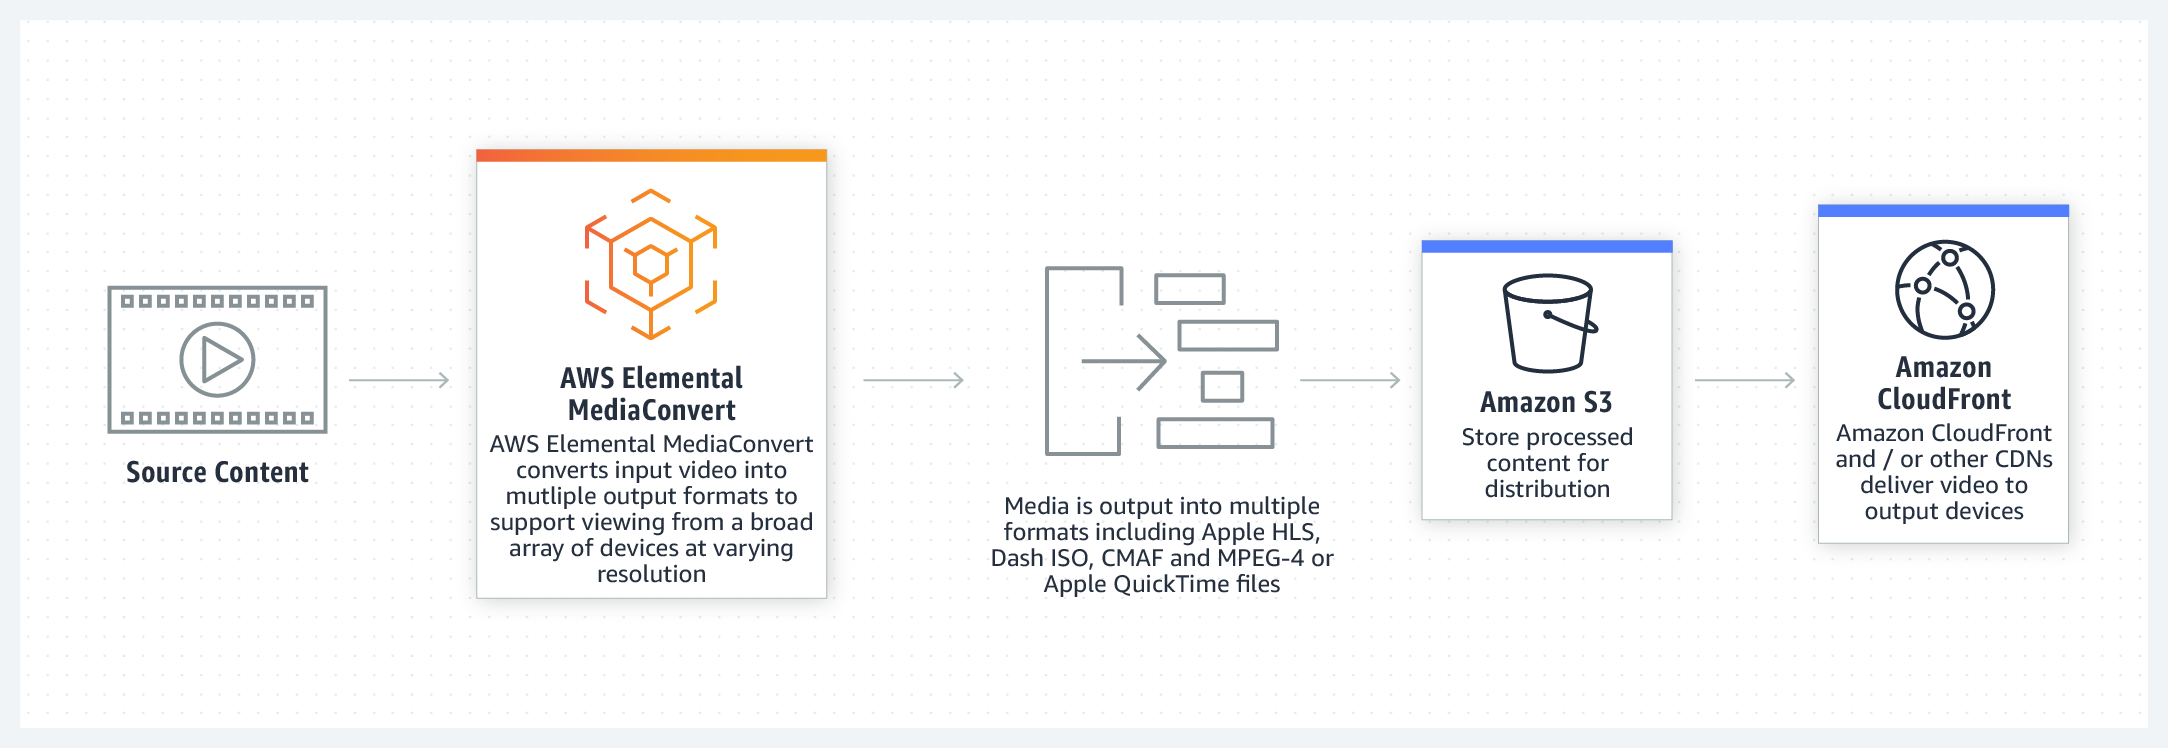 Source Content
AWS Elemental
MediaConvert
AWS Elemental MediaConvert
converts input video into
mutliple output formats to
support viewing from a broad
array of devices at varying
resolution
Media is output into multiple
formats including Apple HLS,
Dash ISO, CMAF and MPEG-4 or
Apple QuickTime files
Amazon S3
Store processed
content for
distribution
Amazon
CloudFront
Amazon CloudFront
and / or other CDNs
deliver video to
output devices